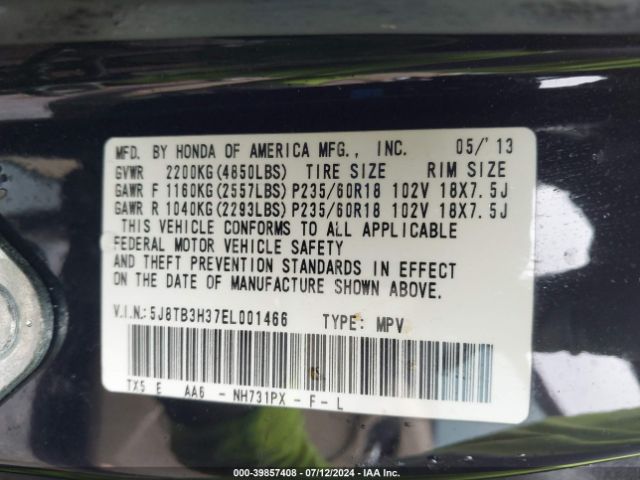 MFD. BY HONDA OF AMERICA MFG., INC. 05/'13
GVWR 2200KG(4850LBS) TIRE SIZE RIM SIZE
GAWR F 1160KG(2557LBS) P235/60R18 102V 18X7.5J
GAWR R 1040KG(2293LBS) P235/60R18 102V 18X7.5J
THIS VEHICLE CONFORMS TO ALL APPLICABLE
FEDERAL MOTOR VEHICLE SAFETY
AND THEFT PREVENTION STANDARDS IN EFFECT
ON THE DATE OF MANUFACTURE SHOWN ABOVE.
V.I.N.: 5J8TB3H37EL001466 TYPE: MPV
TX5 E AA6 - NH731PX - F - L
000-39857408 - 07/12/2024 - IAA Inc.